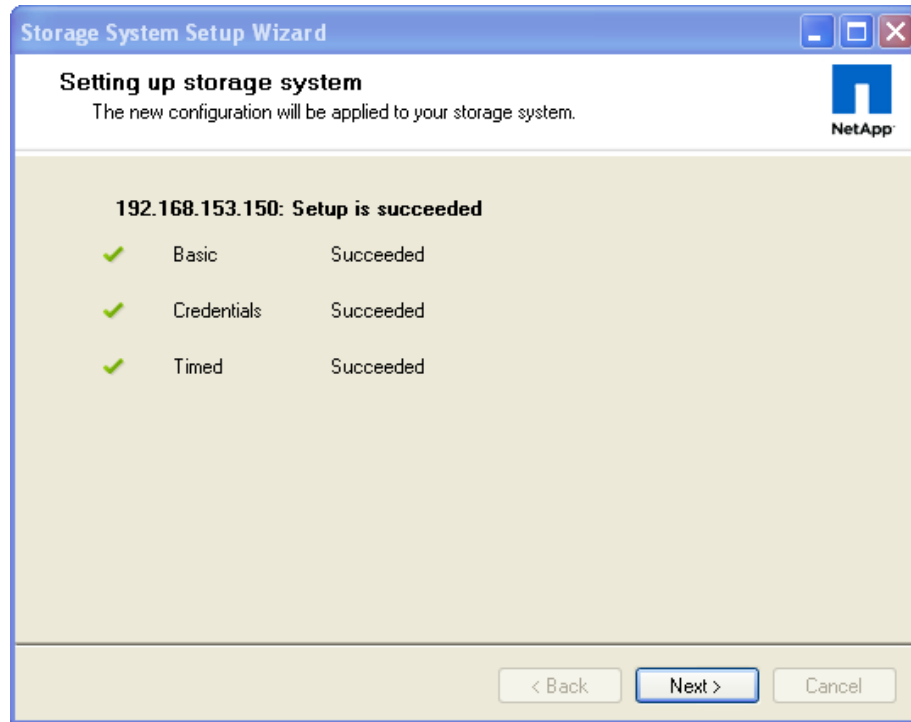 Storage System Setup Wizard
Setting up storage system
The new configuration will be applied to your storage system.
NetApp
192.168.153.150: Setup is succeeded
Basic Succeeded
Credentials Succeeded
Timed Succeeded
< Back Next > Cancel